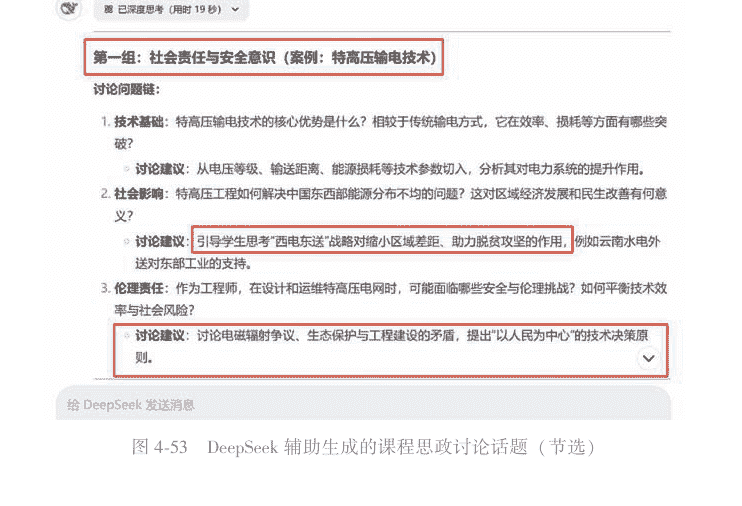 已深度思考（用时 19 秒）
第一组：社会责任与安全意识（案例：特高压输电技术）
讨论问题链：
1. 技术基础：特高压输电技术的核心优势是什么？相较于传统输电方式，它在效率、损耗等方面有哪些突
破？
讨论建议：从电压等级、输送距离、能源损耗等技术参数切入，分析其对电力系统的提升作用。
2. 社会影响：特高压工程如何解决中国东西部能源分布不均的问题？这对区域经济发展和民生改善有何意
义？
讨论建议：引导学生思考“西电东送”战略对缩小区域差距、助力脱贫攻坚的作用，例如云南水电外
送对东部工业的支持。
3. 伦理责任：作为工程师，在设计和运维特高压电网时，可能面临哪些安全与伦理挑战？如何平衡技术效
率与社会风险？
讨论建议：讨论电磁辐射争议、生态保护与工程建设的矛盾，提出“以人民为中心”的技术决策原
则。
给 DeepSeek 发送消息
图 4-53 DeepSeek 辅助生成的课程思政讨论话题（节选）